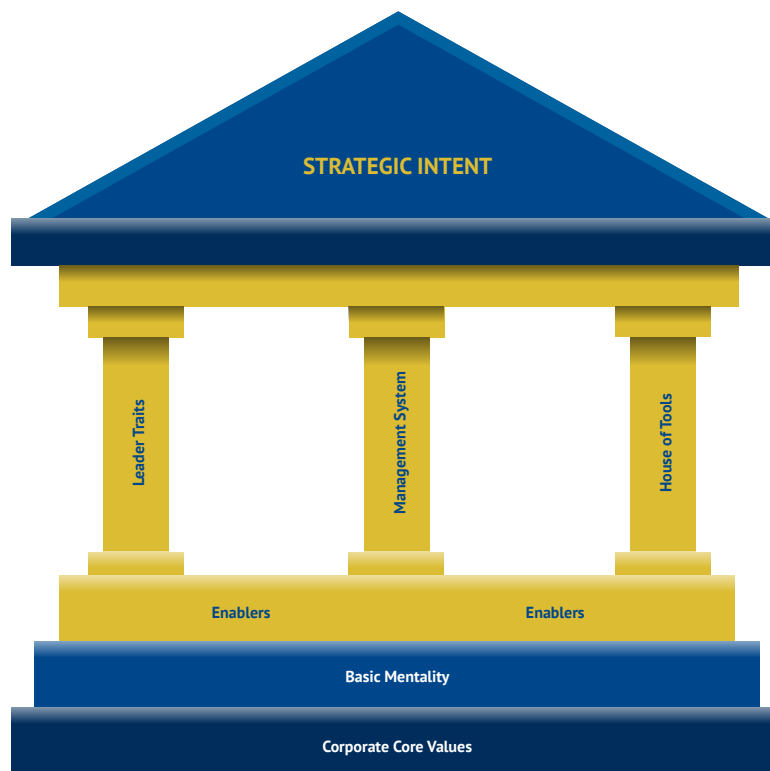 STRATEGIC INTENT
Leader Traits
Management System
House of Tools
Enablers
Enablers
Basic Mentality
Corporate Core Values